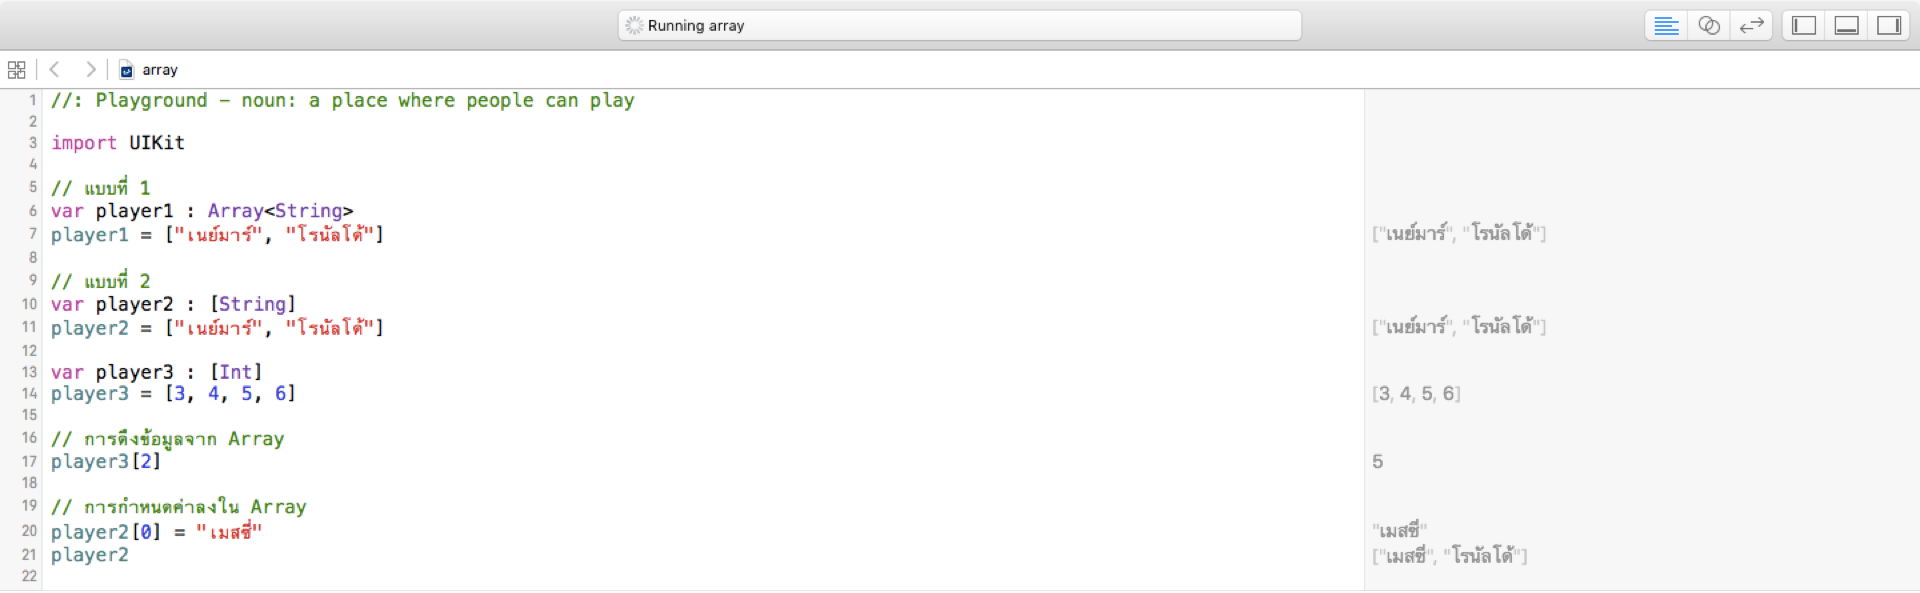 Running array
array
1 //: Playground - noun: a place where people can play
2
3 import UIKit
4
5 // แบบที่ 1
6 var player1 : Array<String>
7 player1 = ["เนย์มาร์", "โรนัลโด้"] ["เนย์มาร์", "โรนัลโด้"]
8
9 // แบบที่ 2
10 var player2 : [String]
11 player2 = ["เนย์มาร์", "โรนัลโด้"] ["เนย์มาร์", "โรนัลโด้"]
12
13 var player3 : [Int]
14 player3 = [3, 4, 5, 6] [3, 4, 5, 6]
15
16 // การดึงข้อมูลจาก Array
17 player3[2] 5
18
19 // การกำหนดค่าลงใน Array
20 player2[0] = "เมสซี่" "เมสซี่"
21 player2 ["เมสซี่", "โรนัลโด้"]
22